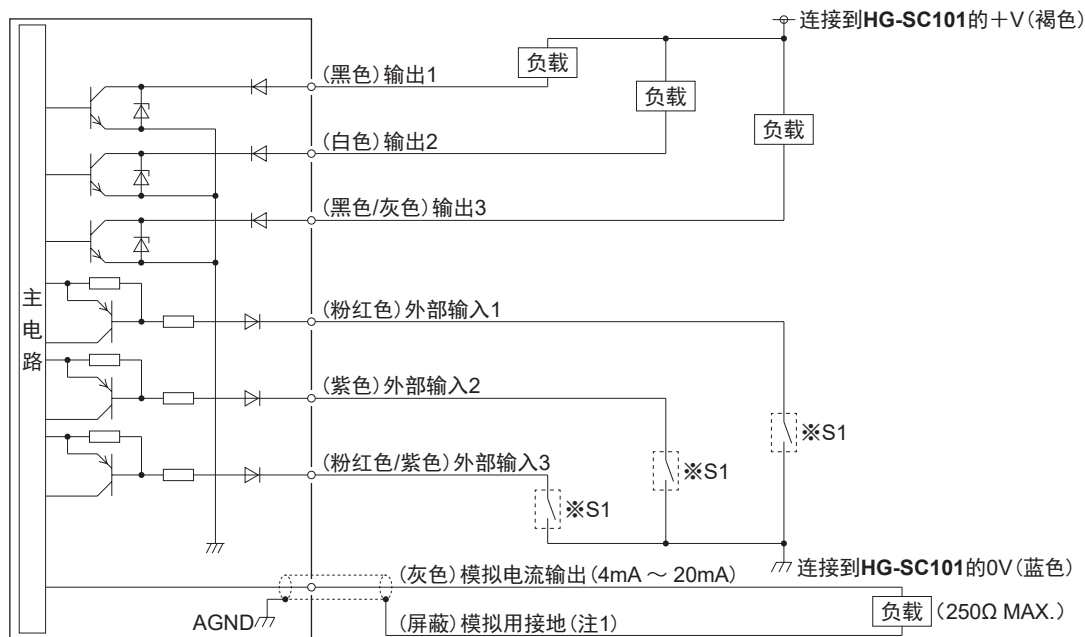 连接到HG-SC101的＋V（褐色）
负载
（黑色）输出1
负载
负载
（白色）输出2
（黑色/灰色）输出3
主电路
（粉红色）外部输入1
（紫色）外部输入2
※S1
※S1
（粉红色/紫色）外部输入3
※S1
连接到HG-SC101的0V（蓝色）
（灰色）模拟电流输出（4mA ～ 20mA）
AGND
（屏蔽）模拟用接地（注1）
负载（250Ω MAX.）